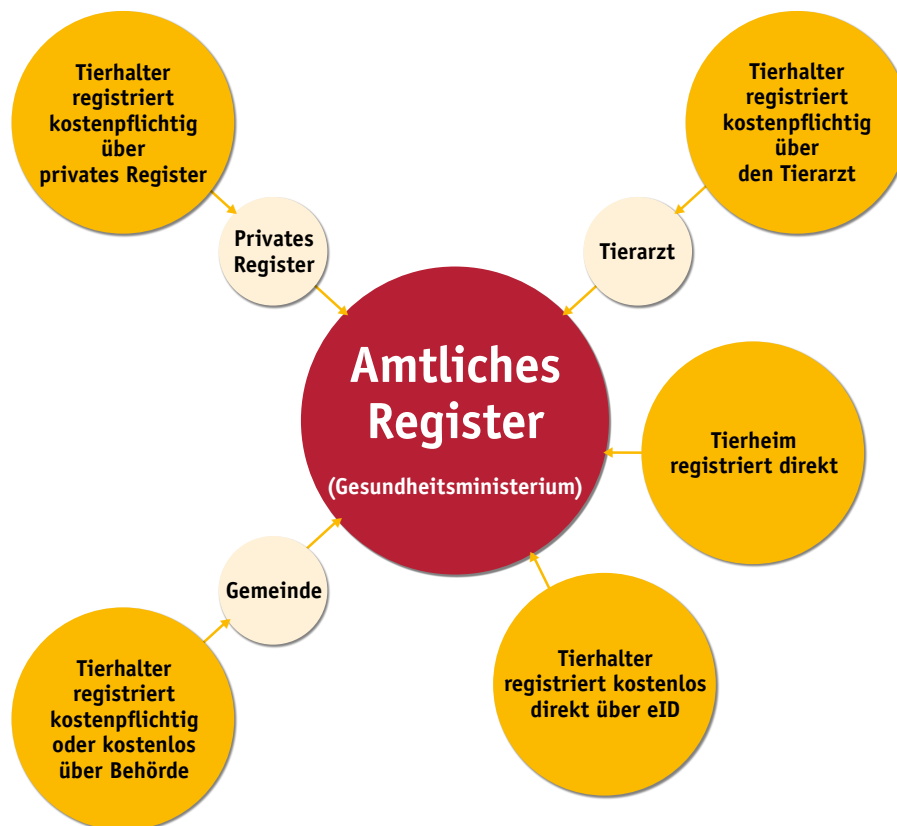 Tierhalter
registriert
kostenpflichtig
über
privates Register
Tierhalter
registriert
kostenpflichtig
über
den Tierarzt
Privates
Register
Tierarzt
Amtliches
Register
(Gesundheitsministerium)
Tierheim
registriert direkt
Gemeinde
Tierhalter
registriert
kostenpflichtig
oder kostenlos
über Behörde
Tierhalter
registriert kostenlos
direkt über eID